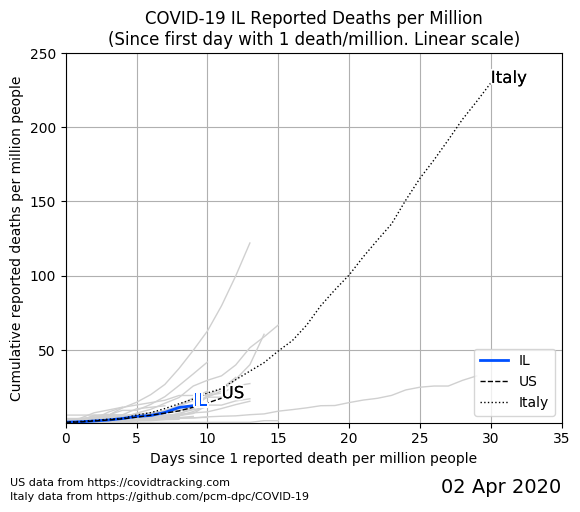 COVID-19 IL Reported Deaths per Million
(Since first day with 1 death/million. Linear scale)
Cumulative reported deaths per million people
250
200
150
100
50
Italy
US
IL
IL
US
Italy
0
5
10
15
20
25
30
35
Days since 1 reported death per million people
US data from https://covidtracking.com
Italy data from https://github.com/pcm-dpc/COVID-19
02 Apr 2020